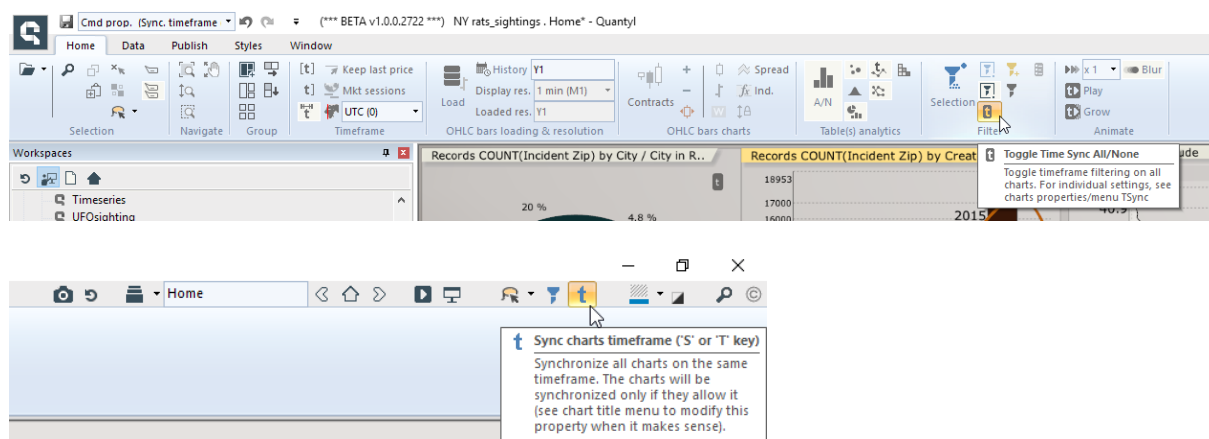 Cmd prop. (Sync. timeframe
(*** BETA v1.0.0.2722 ***) NY rats_sightings . Home* - Quantyl
Home Data Publish Styles Window
[t] Keep last price
t] Mkt sessions
UTC (0)
History Y1
Display res. 1 min (M1)
Load
Loaded res. Y1
Contracts
Spread
Ind.
A/N
Selection
x 1 Blur
Play
Grow
Selection Navigate Group Timeframe OHLC bars loading & resolution OHLC bars charts Table(s) analytics Filte Animate
Workspaces
Timeseries
UFOsighting
Records COUNT(Incident Zip) by City / City in R.. Records COUNT(Incident Zip) by Creat
ude
t
20 %
4.8 %
18953
17000
16000
2015
40.9
t Toggle Time Sync All/None
Toggle timeframe filtering on all
charts. For individual settings, see
charts properties/menu TSync
Home
t
©
t Sync charts timeframe ('S' or 'T' key)
Synchronize all charts on the same
timeframe. The charts will be
synchronized only if they allow it
(see chart title menu to modify this
property when it makes sense).